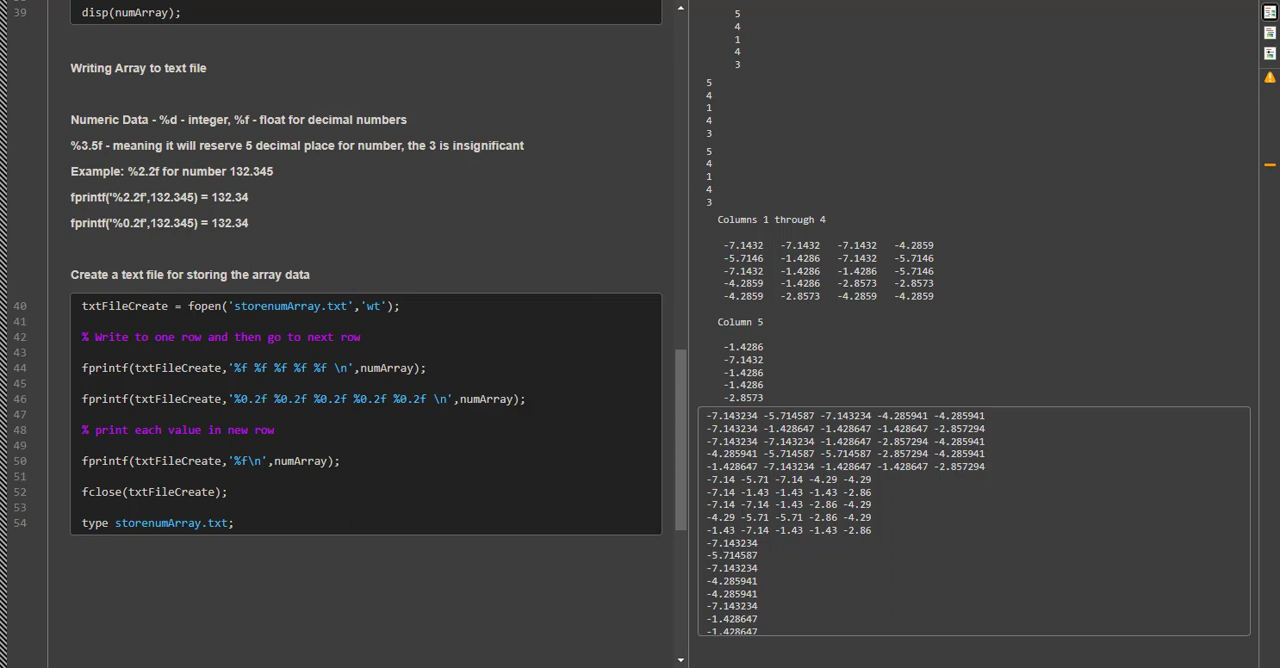 39 disp(numArray);
Writing Array to text file
Numeric Data - %d - integer, %f - float for decimal numbers
%3.5f - meaning it will reserve 5 decimal place for number, the 3 is insignificant
Example: %2.2f for number 132.345
fprintf('%2.2f',132.345) = 132.34
fprintf('%0.2f',132.345) = 132.34
Create a text file for storing the array data
40 txtFileCreate = fopen('storenumArray.txt','wt');
41
42 % Write to one row and then go to next row
43
44 fprintf(txtFileCreate,'%f %f %f %f %f \n',numArray);
45
46 fprintf(txtFileCreate,'%0.2f %0.2f %0.2f %0.2f %0.2f \n',numArray);
47
48 % print each value in new row
49
50 fprintf(txtFileCreate,'%f\n',numArray);
51
52 fclose(txtFileCreate);
53
54 type storenumArray.txt;
5
4
1
4
3
5
4
1
4
3
5
4
1
4
3
Columns 1 through 4
-7.1432 -7.1432 -7.1432 -4.2859
-5.7146 -1.4286 -7.1432 -5.7146
-7.1432 -1.4286 -1.4286 -5.7146
-4.2859 -1.4286 -2.8573 -2.8573
-4.2859 -2.8573 -4.2859 -4.2859
Column 5
-1.4286
-7.1432
-1.4286
-1.4286
-2.8573
-7.143234 -5.714587 -7.143234 -4.285941 -4.285941
-7.143234 -1.428647 -1.428647 -1.428647 -2.857294
-7.143234 -7.143234 -1.428647 -2.857294 -4.285941
-4.285941 -5.714587 -5.714587 -2.857294 -4.285941
-1.428647 -7.143234 -1.428647 -1.428647 -2.857294
-7.14 -5.71 -7.14 -4.29 -4.29
-7.14 -1.43 -1.43 -1.43 -2.86
-7.14 -7.14 -1.43 -2.86 -4.29
-4.29 -5.71 -5.71 -2.86 -4.29
-1.43 -7.14 -1.43 -1.43 -2.86
-7.143234
-5.714587
-7.143234
-4.285941
-4.285941
-7.143234
-1.428647
-1.428647